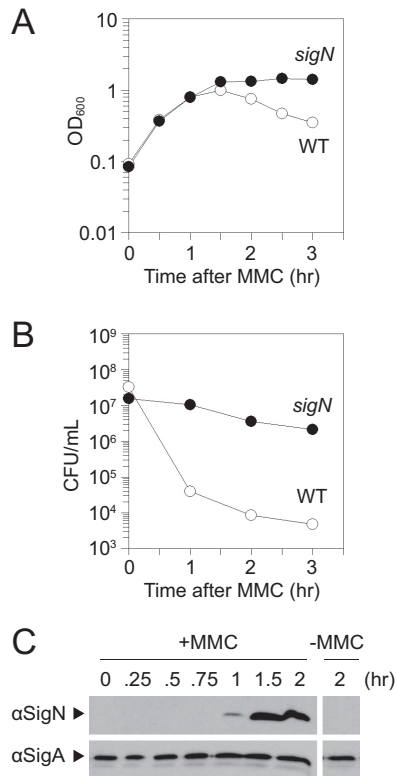 A
10
1
0.1
0.01
OD600
sigN
WT
0 1 2 3
Time after MMC (hr)
B
10⁹
10⁸
10⁷
10⁶
10⁵
10⁴
10³
CFU/mL
sigN
WT
0 1 2 3
Time after MMC (hr)
C
+MMC -MMC
0 .25 .5 .75 1 1.5 2 2 (hr)
αSigN
αSigA